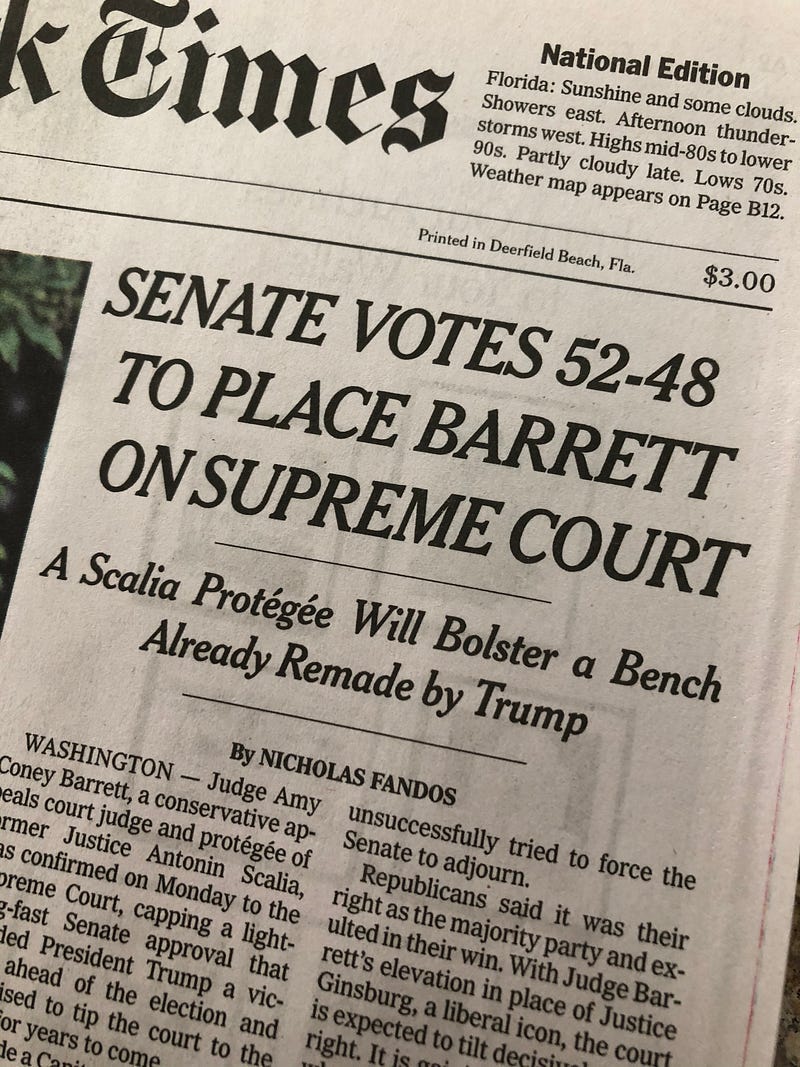 k Times
National Edition
Florida: Sunshine and some clouds.
Showers east. Afternoon thunder-
storms west. Highs mid-80s to lower
90s. Partly cloudy late. Lows 70s.
Weather map appears on Page B12.
Printed in Deerfield Beach, Fla.
$3.00
SENATE VOTES 52-48
TO PLACE BARRETT
ON SUPREME COURT
A Scalia Protégée Will Bolster a Bench
Already Remade by Trump
By NICHOLAS FANDOS
WASHINGTON — Judge Amy
Coney Barrett, a conservative ap-
peals court judge and protégée of
ormer Justice Antonin Scalia,
as confirmed on Monday to the
preme Court, capping a light-
g-fast Senate approval that
ded President Trump a vic-
ahead of the election and
ised to tip the court to the
for years to come.
de a Capit
unsuccessfully tried to force the
Senate to adjourn.
Republicans said it was their
right as the majority party and ex-
ulted in their win. With Judge Bar-
rett's elevation in place of Justice
Ginsburg, a liberal icon, the court
is expected to tilt decisiv
right. It is